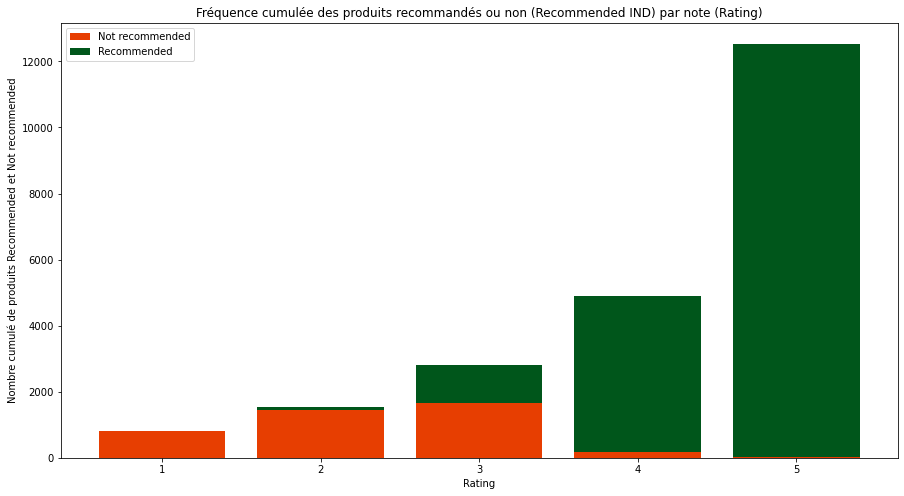 Fréquence cumulée des produits recommandés ou non (Recommended IND) par note (Rating)
Not recommended
Recommended
Nombre cumulé de produits Recommended et Not recommended
12000
10000
8000
6000
4000
2000
0
1
2
3
4
5
Rating